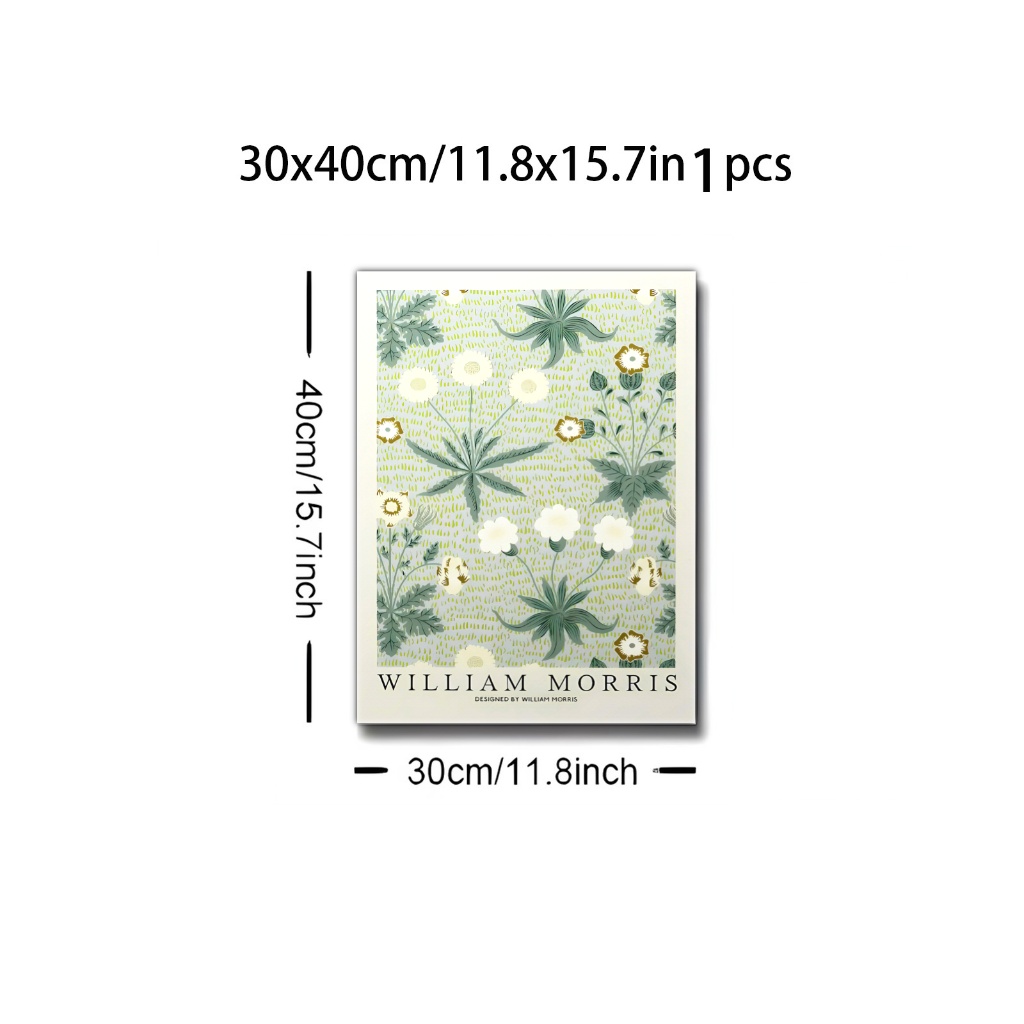 30x40cm/11.8x15.7in 1 pcs
40cm/15.7inch
WILLIAM MORRIS
DESIGNED BY WILLIAM MORRIS
30cm/11.8inch